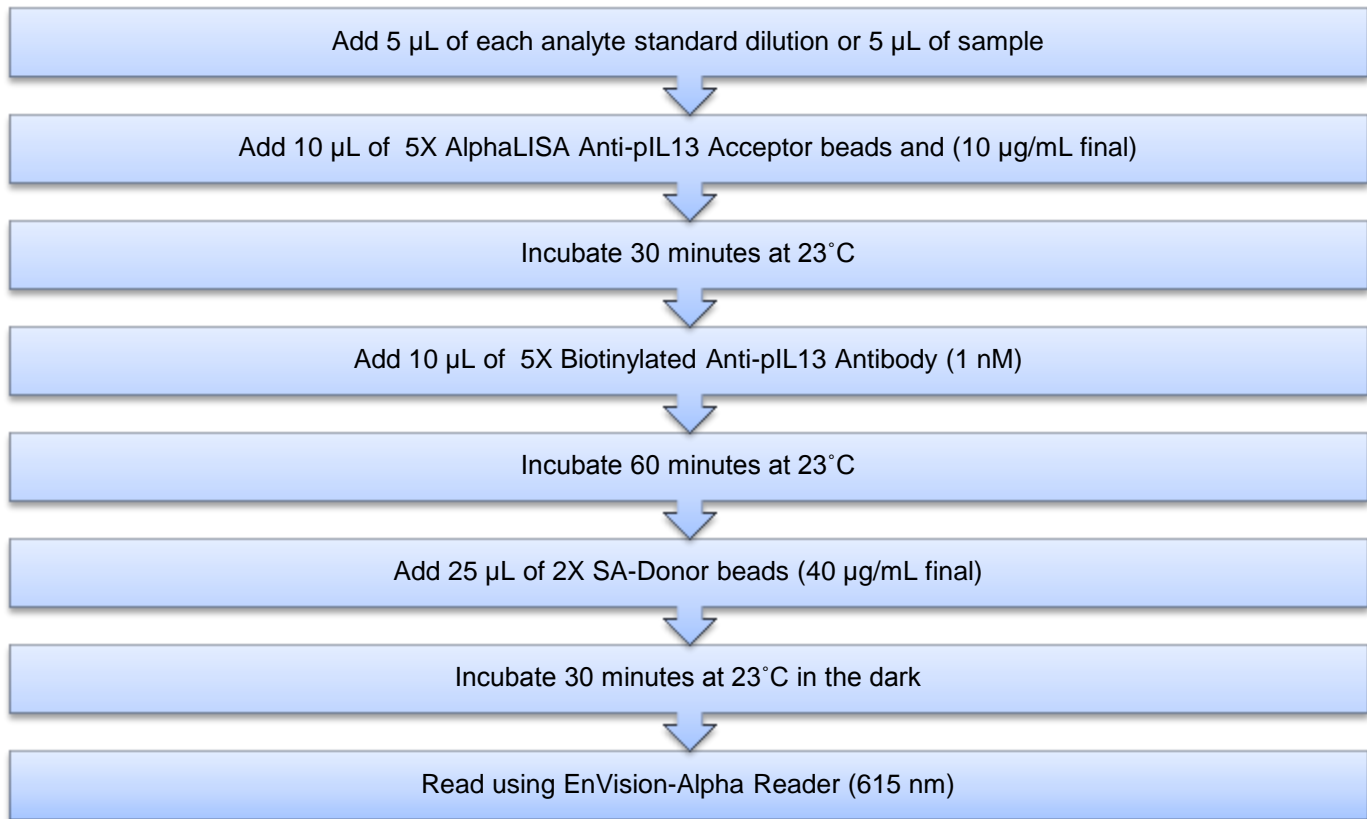 Add 5 µL of each analyte standard dilution or 5 µL of sample
Add 10 µL of  5X AlphaLISA Anti-pIL13 Acceptor beads and (10 µg/mL final)
Incubate 30 minutes at 23˚C
Add 10 µL of  5X Biotinylated Anti-pIL13 Antibody (1 nM)
Incubate 60 minutes at 23˚C
Add 25 µL of 2X SA-Donor beads (40 µg/mL final)
Incubate 30 minutes at 23˚C in the dark
Read using EnVision-Alpha Reader (615 nm)